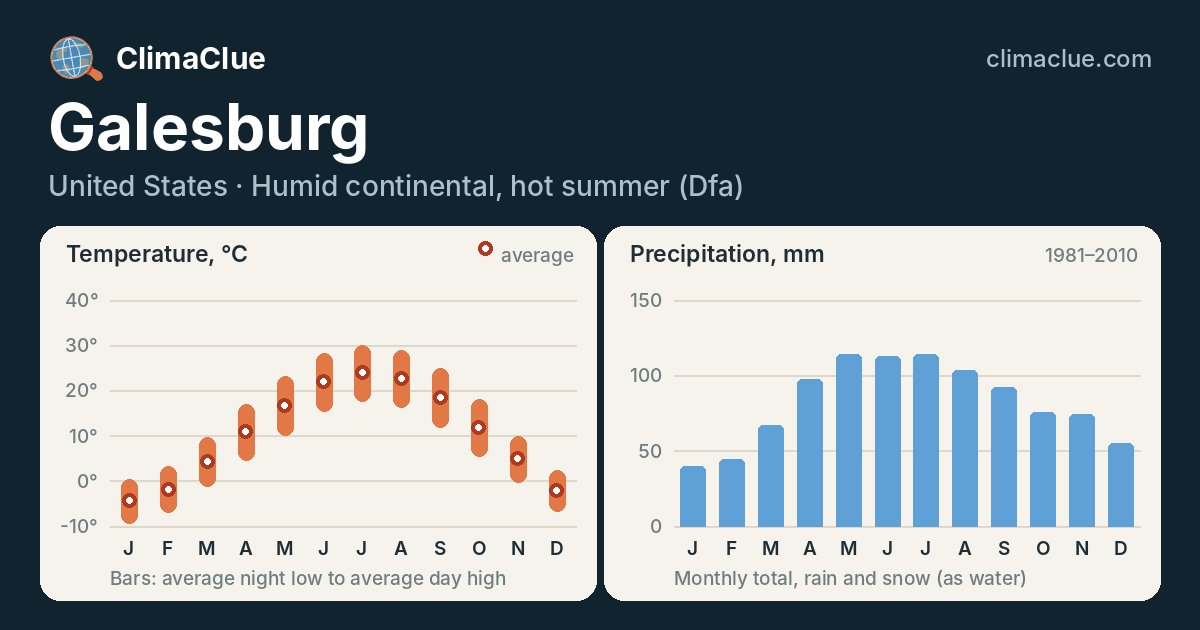 ClimaClue
climaclue.com
Galesburg
United States · Humid continental, hot summer (Dfa)
Temperature, °C
average
40°
30°
20°
10°
0°
-10°
J F M A M J J A S O N D
Bars: average night low to average day high
Precipitation, mm
1981–2010
150
100
50
0
J F M A M J J A S O N D
Monthly total, rain and snow (as water)